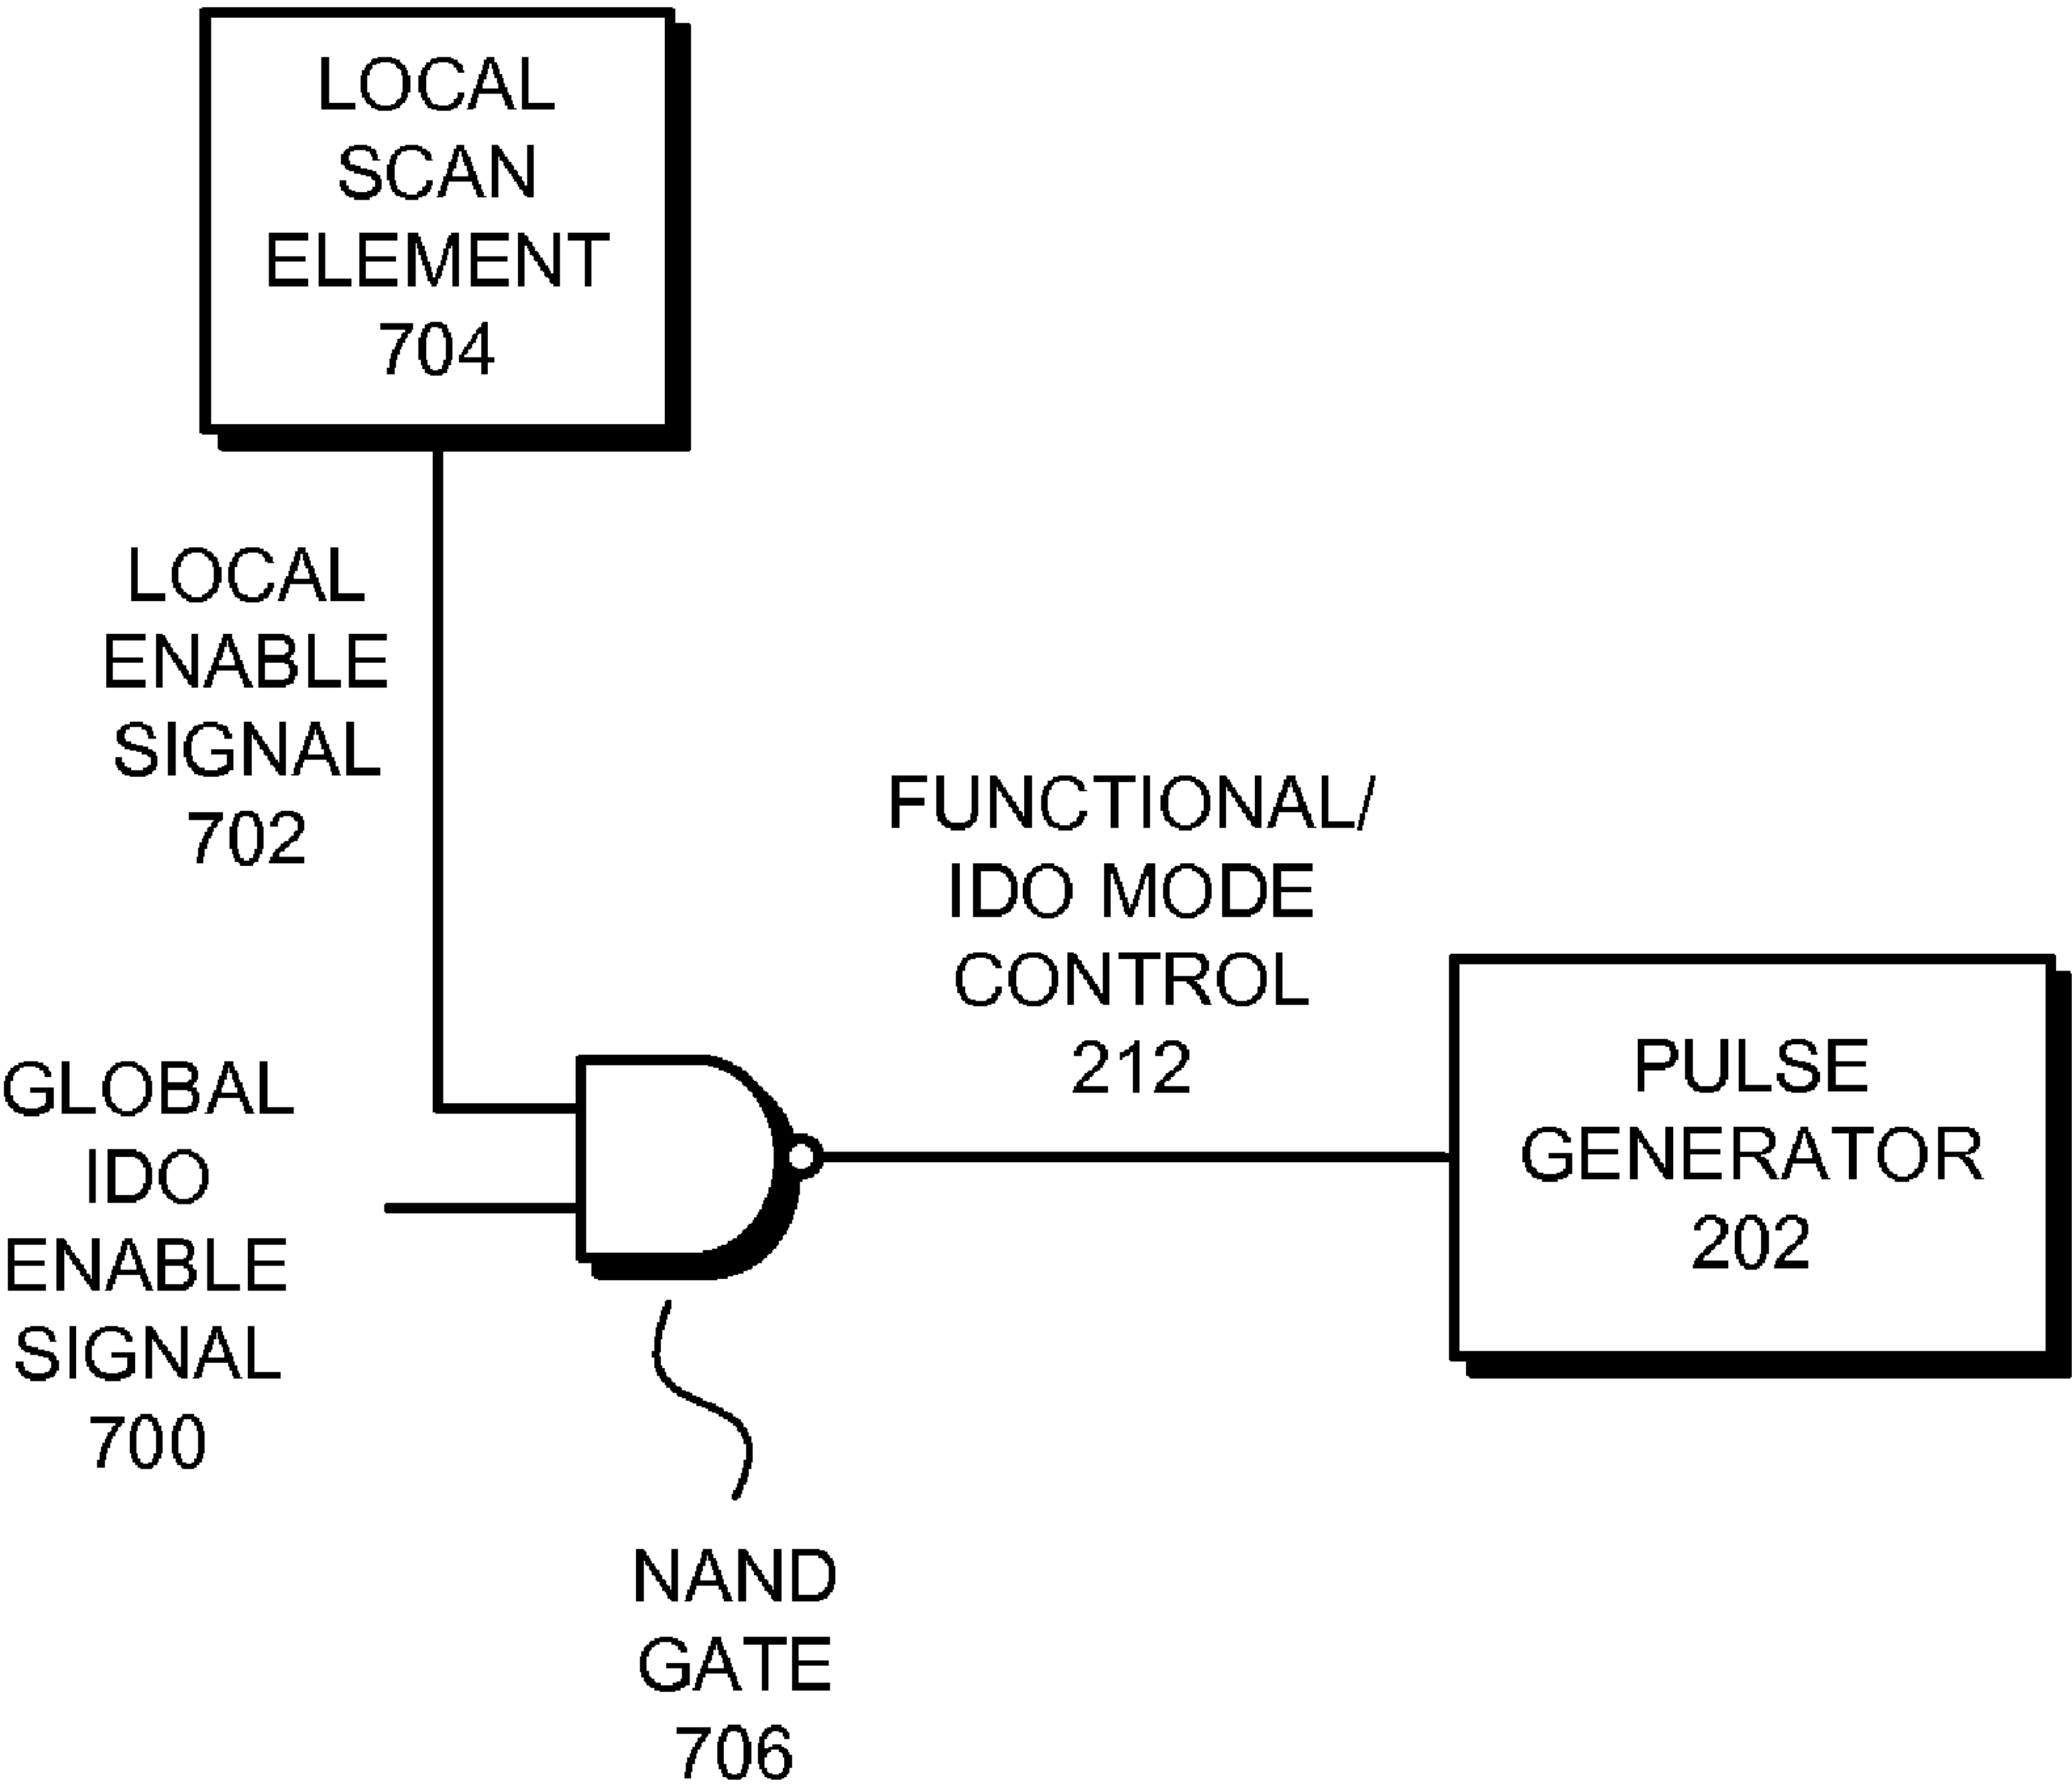 LOCAL
SCAN
ELEMENT
704
LOCAL
ENABLE
SIGNAL
702
FUNCTIONAL/
IDO MODE
CONTROL
212
GLOBAL
IDO
ENABLE
SIGNAL
700
PULSE
GENERATOR
202
NAND
GATE
706